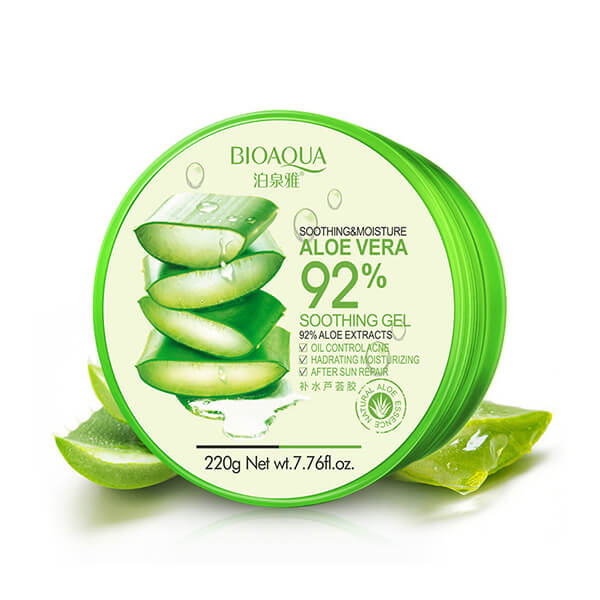 BIOAQUA
泊泉雅®
SOOTHING&MOISTURE
ALOE VERA
92%
SOOTHING GEL
92% ALOE EXTRACTS
OIL CONTROL ACNE
HADRATING MOISTURIZING
AFTER SUN REPAIR
补水芦荟胶
NATURAL ALOE ESSENCE
220g Net wt.7.76fl.oz.